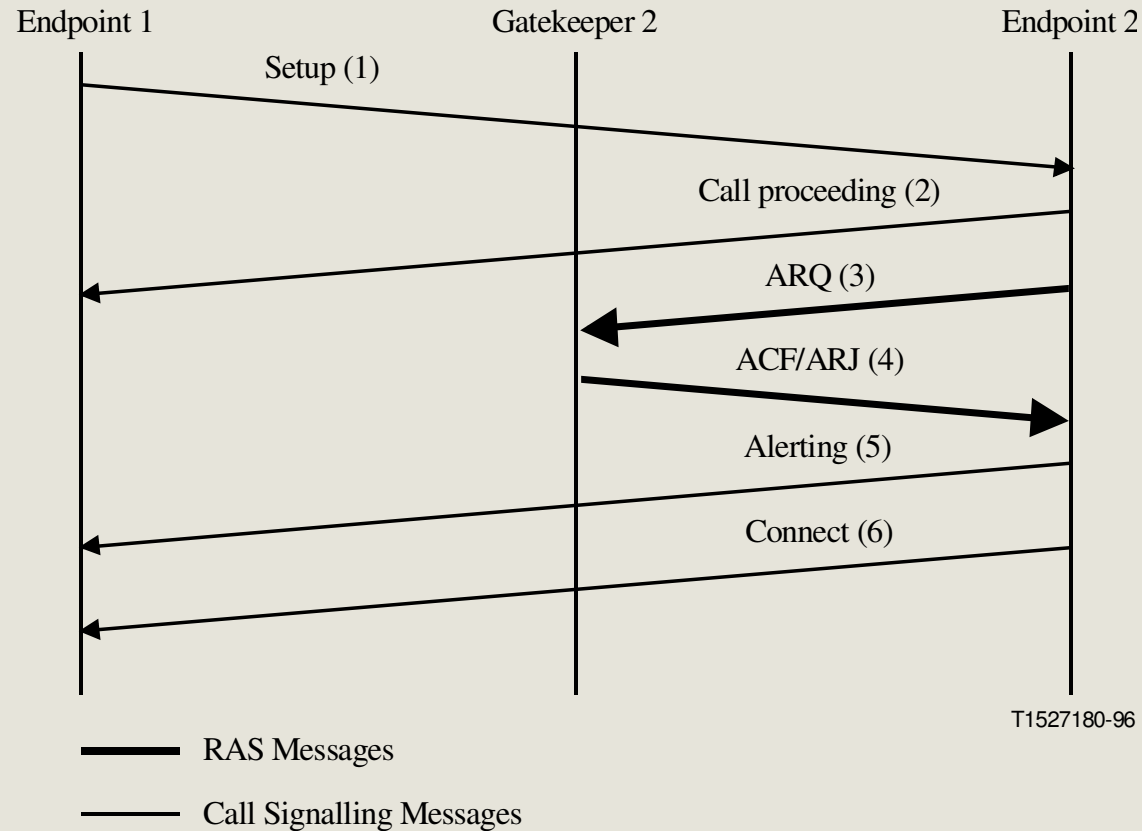 Endpoint 1 Gatekeeper 2 Endpoint 2
Setup (1)
Call proceeding (2)
ARQ (3)
ACF/ARJ (4)
Alerting (5)
Connect (6)
T1527180-96
RAS Messages
Call Signalling Messages